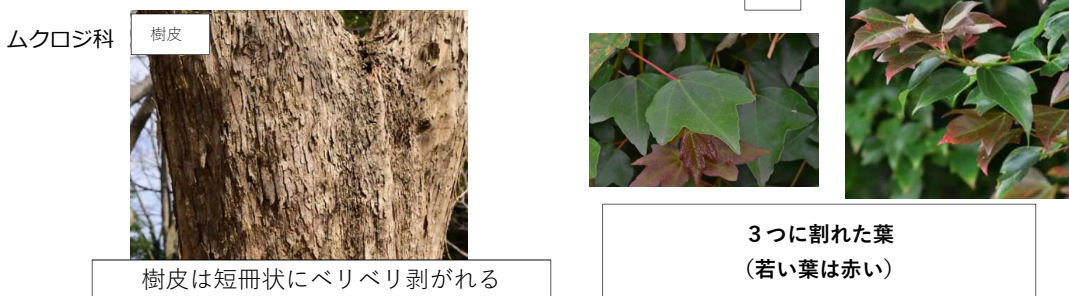 ムクロジ科
樹皮
樹皮は短冊状にベリベリ剥がれる
３つに割れた葉
（若い葉は赤い）